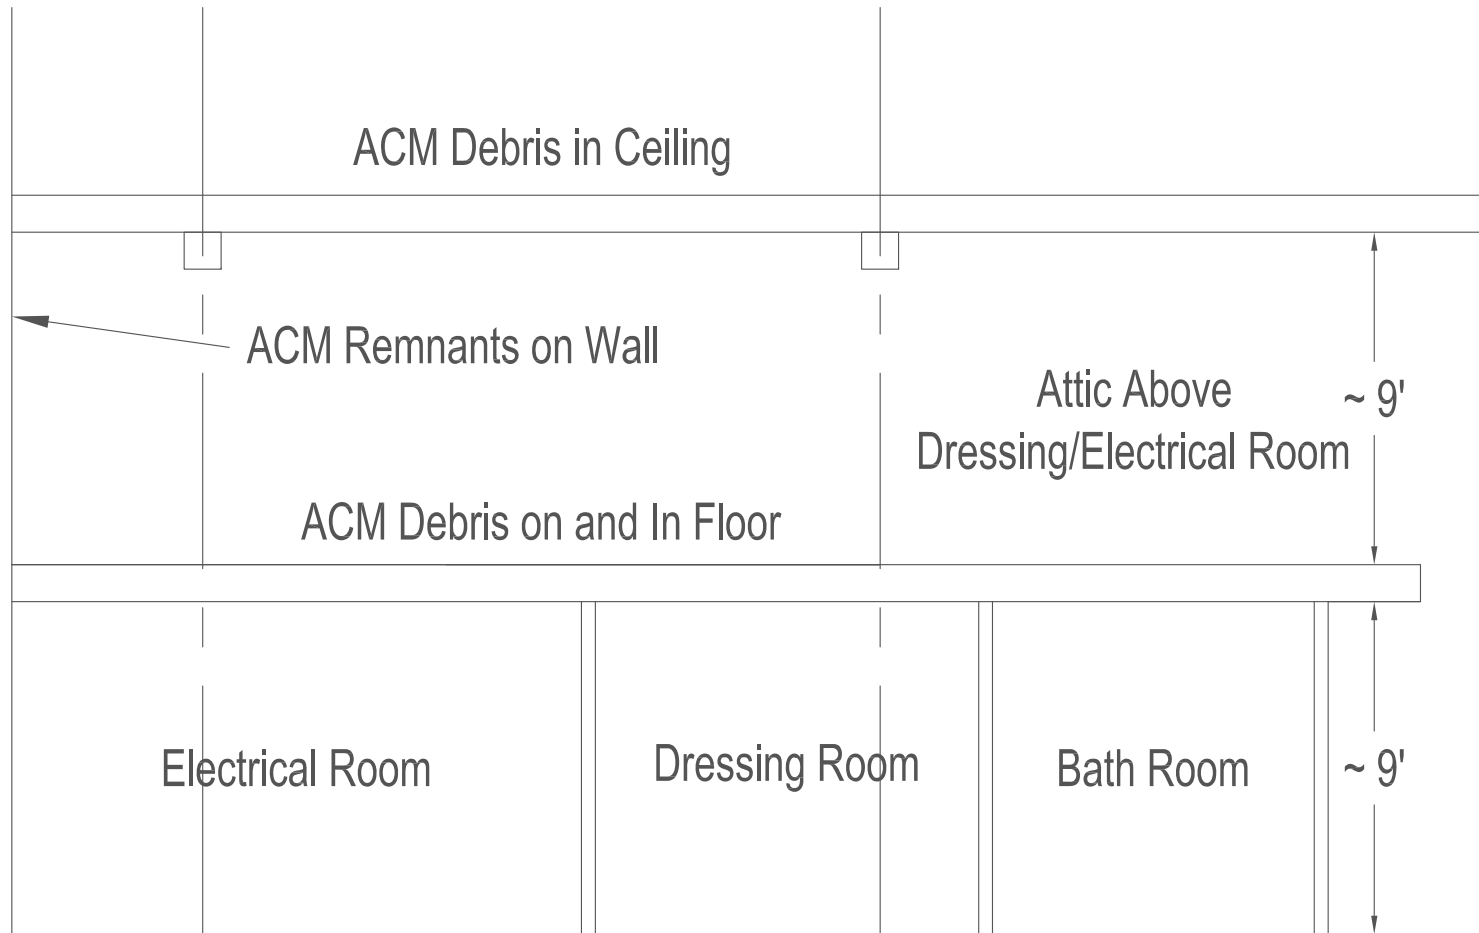 ACM Debris in Ceiling
ACM Remnants on Wall
Attic Above
Dressing/Electrical Room
~ 9'
ACM Debris on and In Floor
Electrical Room
Dressing Room
Bath Room
~ 9'